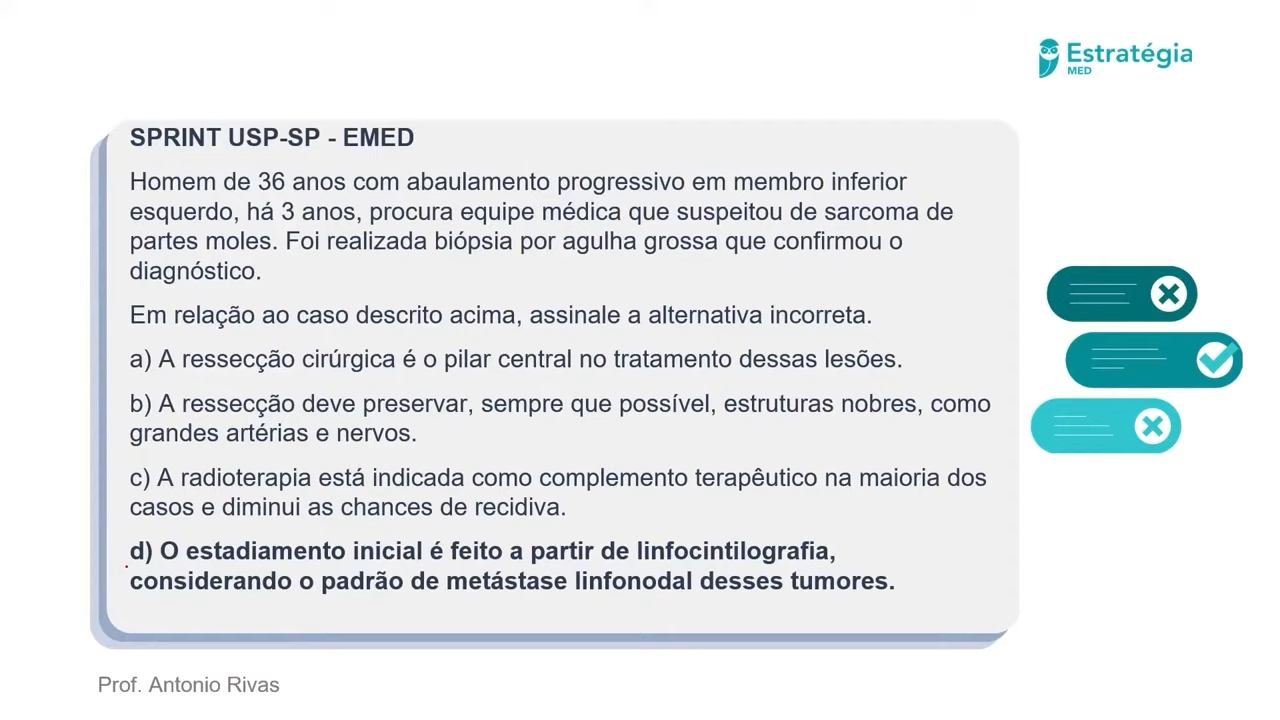 Estratégia
MED
SPRINT USP-SP - EMED
Homem de 36 anos com abaulamento progressivo em membro inferior
esquerdo, há 3 anos, procura equipe médica que suspeitou de sarcoma de
partes moles. Foi realizada biópsia por agulha grossa que confirmou o
diagnóstico.
Em relação ao caso descrito acima, assinale a alternativa incorreta.
a) A ressecção cirúrgica é o pilar central no tratamento dessas lesões.
b) A ressecção deve preservar, sempre que possível, estruturas nobres, como
grandes artérias e nervos.
c) A radioterapia está indicada como complemento terapêutico na maioria dos
casos e diminui as chances de recidiva.
d) O estadiamento inicial é feito a partir de linfocintilografia,
considerando o padrão de metástase linfonodal desses tumores.
Prof. Antonio Rivas